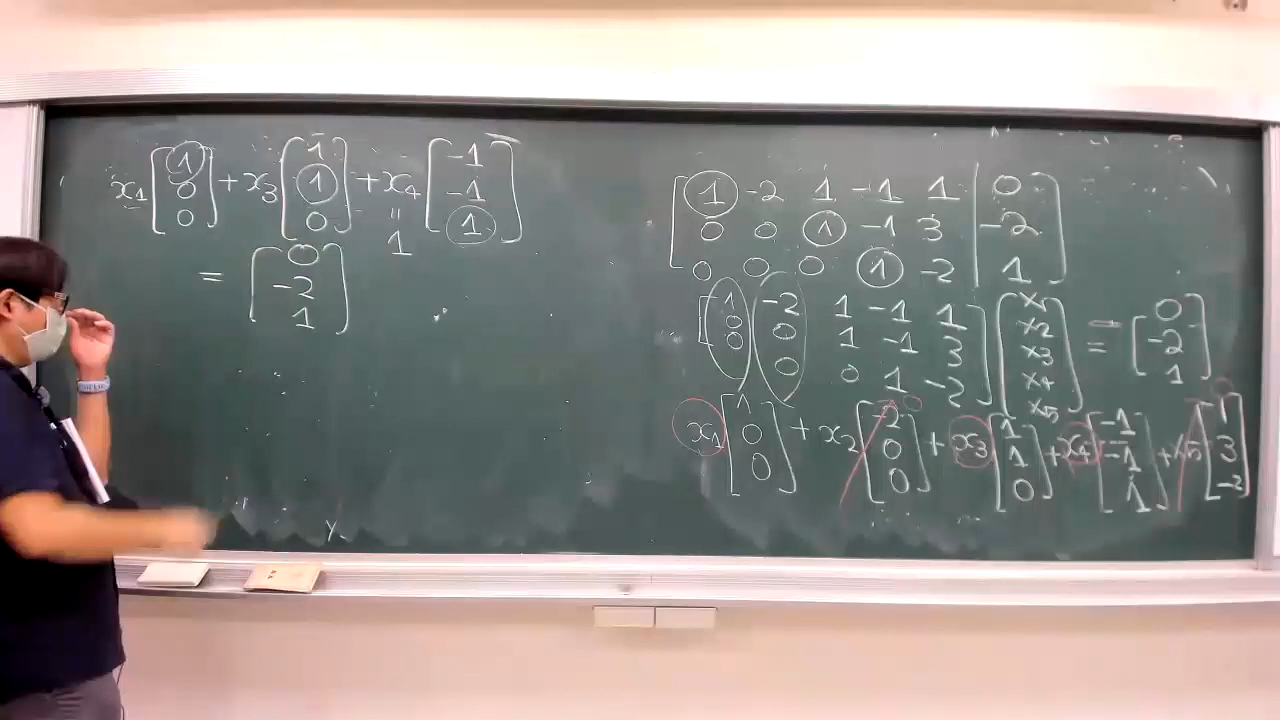 x₁ [1 0 0] + x₃ [1 1 0] + x₄ [-1 -1 1]
=
1
= [0 -2 1]
[1 -2 1 -1 1 | 0
0 0 1 -1 3 | -2
0 0 0 1 -2 | 1]
[1 -2 1 -1 1
0 0 1 -1 3
0 0 0 1 -2] [x₁ x₂ x₃ x₄ x₅] = [0 -2 1]
x₁ [1 0 0] + x₂ [-2 0 0] + x₃ [1 1 0] + x₄ [-1 -1 1] + x₅ [1 3 -2]
0 0